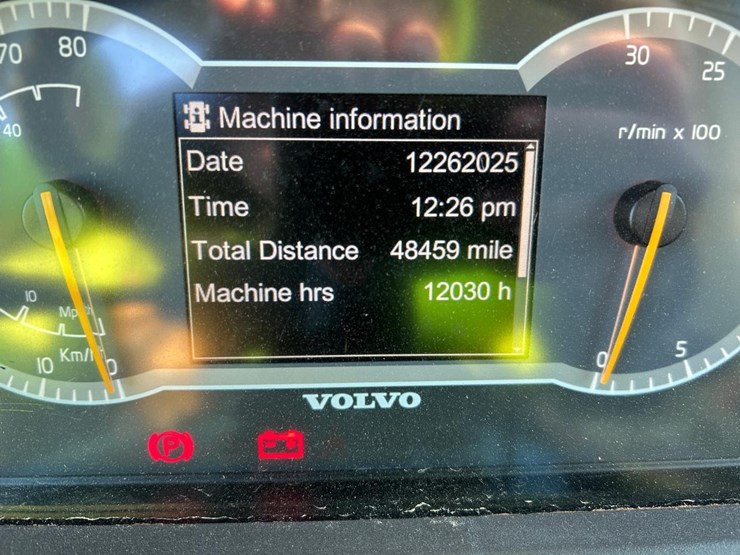 70 80
40
10
Mph
10 Km/h 0
Machine information
Date 12262025
Time 12:26 pm
Total Distance 48459 mile
Machine hrs 12030 h
30
25
r/min x 100
5
0
VOLVO
P